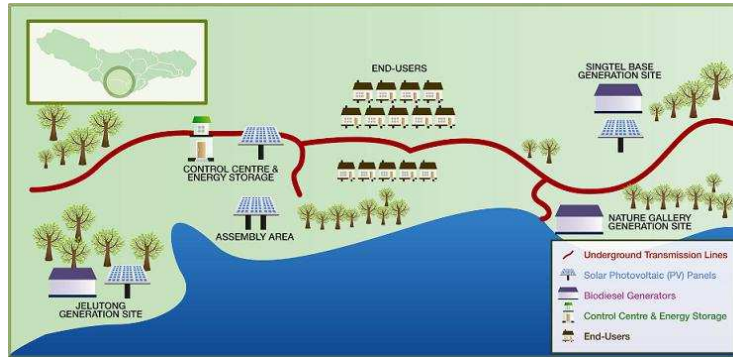 END-USERS
SINGTEL BASE
GENERATION SITE
CONTROL CENTRE &
ENERGY STORAGE
ASSEMBLY AREA
NATURE GALLERY
GENERATION SITE
JELUTONG
GENERATION SITE
Underground Transmission Lines
Solar Photovoltaic (PV) Panels
Biodiesel Generators
Control Centre & Energy Storage
End-Users